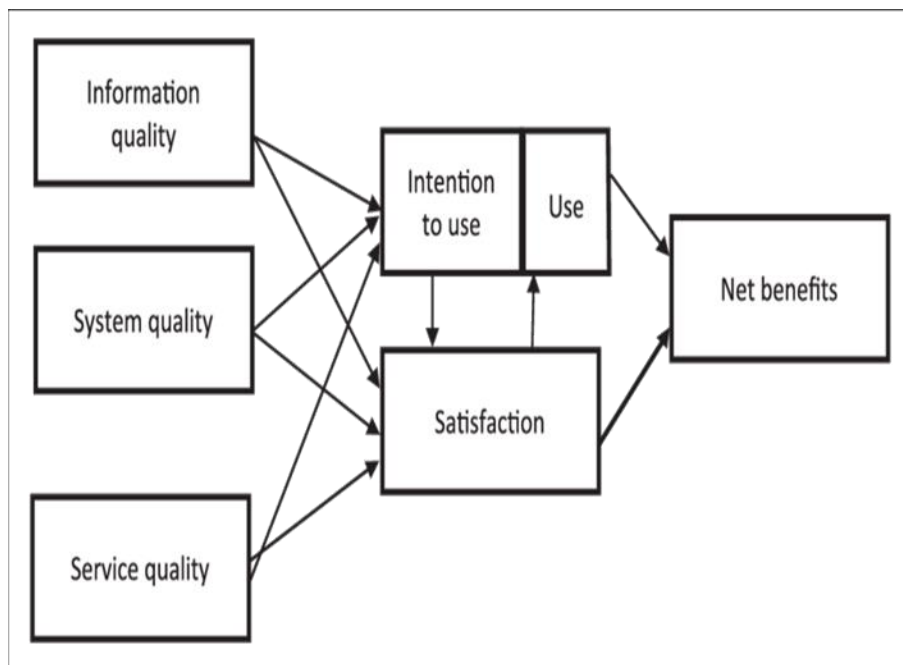 Information
quality
Intention
to use
Use
System quality
Net benefits
Satisfaction
Service quality